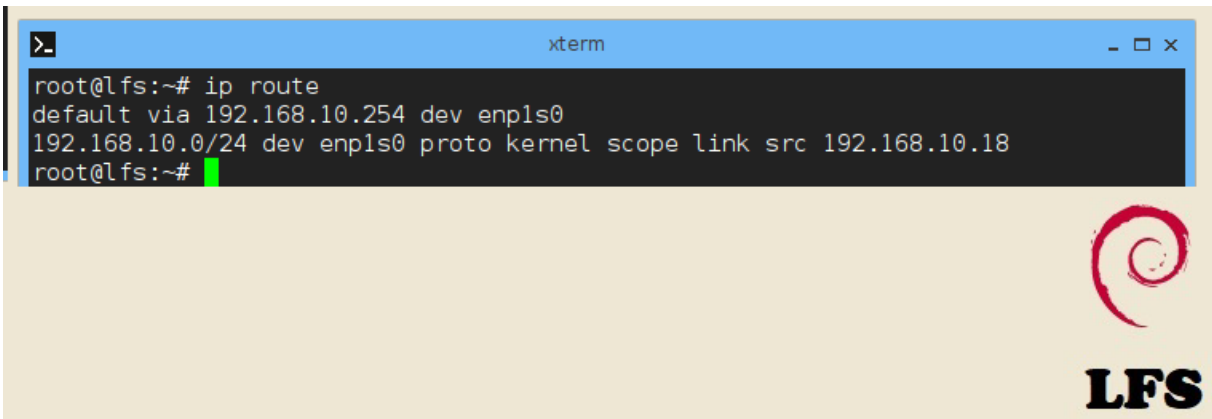 xterm
root@lfs:~# ip route
default via 192.168.10.254 dev enp1s0
192.168.10.0/24 dev enp1s0 proto kernel scope link src 192.168.10.18
root@lfs:~#
LFS